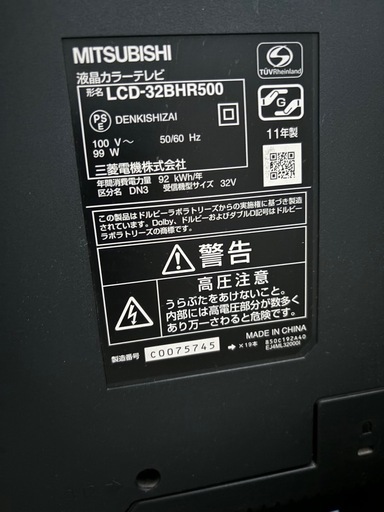 MITSUBISHI
液晶カラーテレビ
形名 LCD-32BHR500
TÜVRheinland
PS E DENKISHIZAI
100 V～ 50/60 Hz
99 W
11年製
三菱電機株式会社
年間消費電力量 92 kWh/年
区分名 DN3 受信機型サイズ 32V
この製品はドルビーラボラトリーズからの実施権に基づき製造
されています。Dolby、ドルビーおよびダブルD記号はドルビー
ラボラトリーズの商標です。
警告
高圧注意
うらぶたをあけないこと。
内部には高電圧部分が数多く
あり万一さわると危険です。
MADE IN CHINA
製造番号 C0075745 ➔ ×19本 850C192A40
EJ4ML32000I